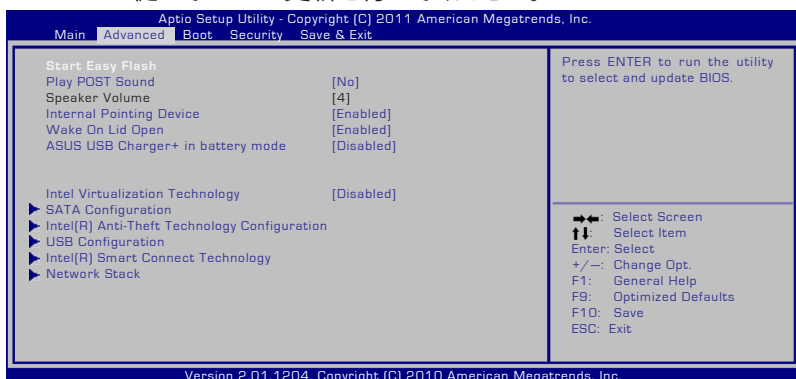 Aptio Setup Utility - Copyright (C) 2011 American Megatrends, Inc.
Main Advanced Boot Security Save & Exit
Start Easy Flash
Play POST Sound [No]
Speaker Volume [4]
Internal Pointing Device [Enabled]
Wake On Lid Open [Enabled]
ASUS USB Charger+ in battery mode [Disabled]
Intel Virtualization Technology [Disabled]
SATA Configuration
Intel(R) Anti-Theft Technology Configuration
USB Configuration
Intel(R) Smart Connect Technology
Network Stack
Press ENTER to run the utility
to select and update BIOS.
→←: Select Screen
↑↓: Select Item
Enter: Select
+/—: Change Opt.
F1: General Help
F9: Optimized Defaults
F10: Save
ESC: Exit
Version 2.01.1204. Copyright (C) 2010 American Megatrends, Inc.